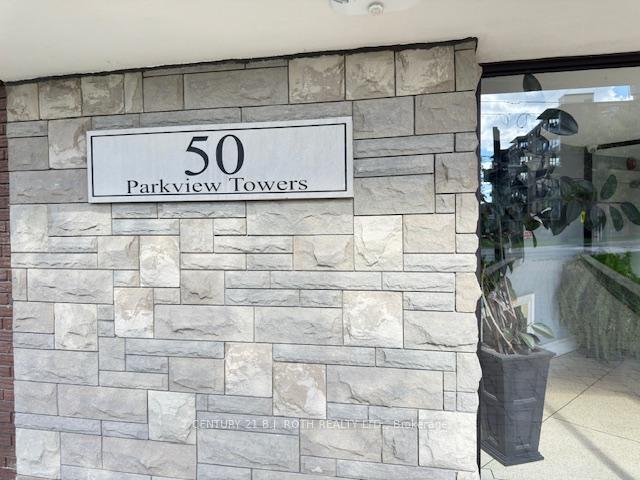 50
Parkview Towers
CENTURY 21 B.J. ROTH REALTY LTD., Brokerage